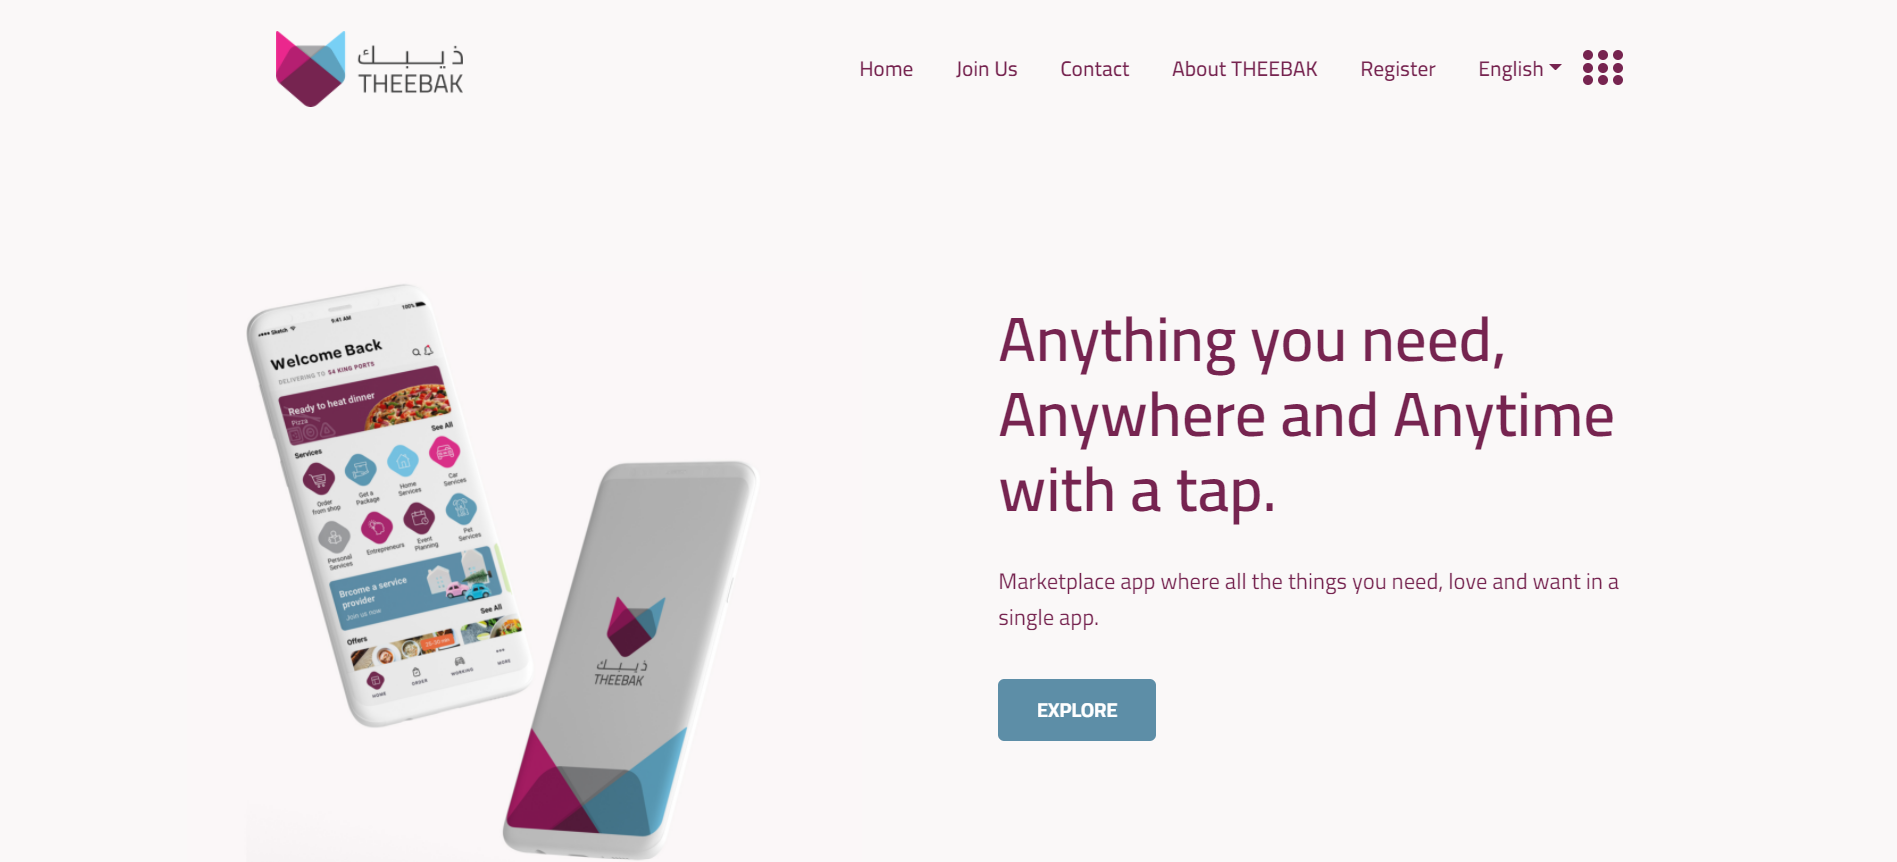 ذيبك
THEEBAK
Home
Join Us
Contact
About THEEBAK
Register
English
Anything you need,
Anywhere and Anytime
with a tap.
Marketplace app where all the things you need, love and want in a
single app.
EXPLORE
Sketch
9:41 AM
100%
Welcome Back
DELIVERING TO 54 KING PORTS
Ready to heat dinner
Pizza
See All
Services
Order
from shop
Get a
Package
Home
Services
Car
Services
Personal
Services
Entrepreneurs
Event
Planning
Pet
Services
Brcome a service
provider
Join us now
See All
Offers
HOME
ORDER
WORKING
MORE
ذيبك
THEEBAK